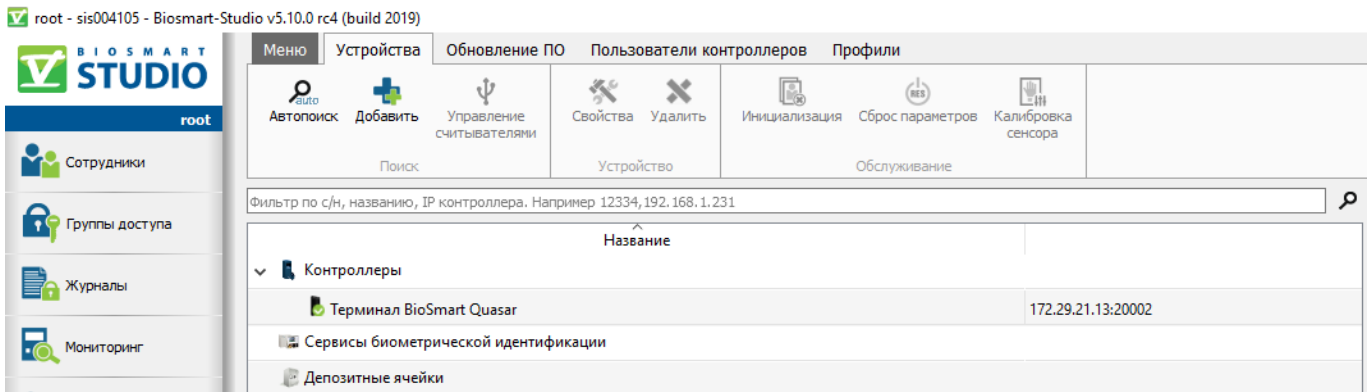 root - sis004105 - Biosmart-Studio v5.10.0 rc4 (build 2019)
BIOSMART
STUDIO
root
Сотрудники
Группы доступа
Журналы
Мониторинг
Меню Устройства Обновление ПО Пользователи контроллеров Профили
auto RES
Автопоиск Добавить Управление считывателями Свойства Удалить Инициализация Сброс параметров Калибровка сенсора
Поиск Устройство Обслуживание
Фильтр по с/н, названию, IP контроллера. Например 12334,192.168.1.231
Название
Контроллеры
Терминал BioSmart Quasar 172.29.21.13:20002
Сервисы биометрической идентификации
Депозитные ячейки